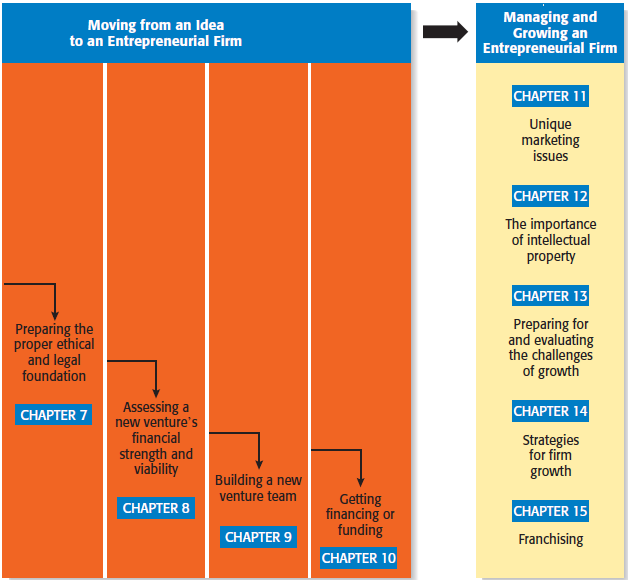 Moving from an Idea
to an Entrepreneurial Firm
Preparing the
proper ethical
and legal
foundation
CHAPTER 7
Assessing a
new venture's
financial
strength and
viability
CHAPTER 8
Building a new
venture team
CHAPTER 9
Getting
financing or
funding
CHAPTER 10
Managing and
Growing an
Entrepreneurial Firm
CHAPTER 11
Unique
marketing
issues
CHAPTER 12
The importance
of intellectual
property
CHAPTER 13
Preparing for
and evaluating
the challenges
of growth
CHAPTER 14
Strategies
for firm
growth
CHAPTER 15
Franchising